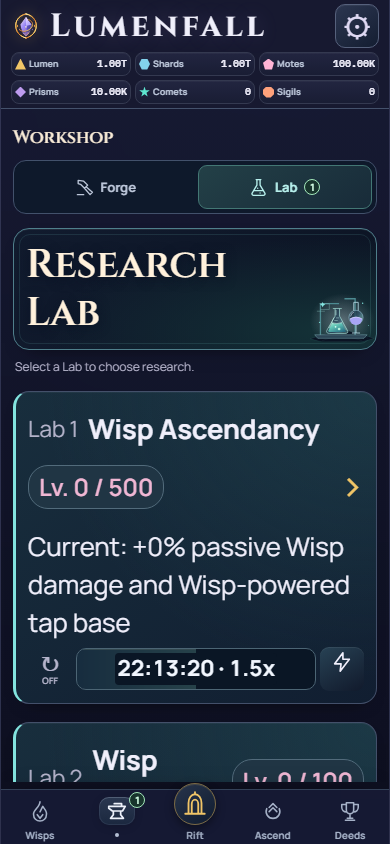 LUMENFALL
Lumen 1.00T Shards 1.00T Motes 100.00K
Prisms 10.00K Comets 0 Sigils 0
WORKSHOP
Forge Lab 1
RESEARCH
LAB
Select a Lab to choose research.
Lab 1 Wisp Ascendancy
Lv. 0 / 500
Current: +0% passive Wisp
damage and Wisp-powered
tap base
OFF
22:13:20 · 1.5x
Wisp
Lab 2 Lv. 0 / 100
1
Wisps Rift Ascend Deeds